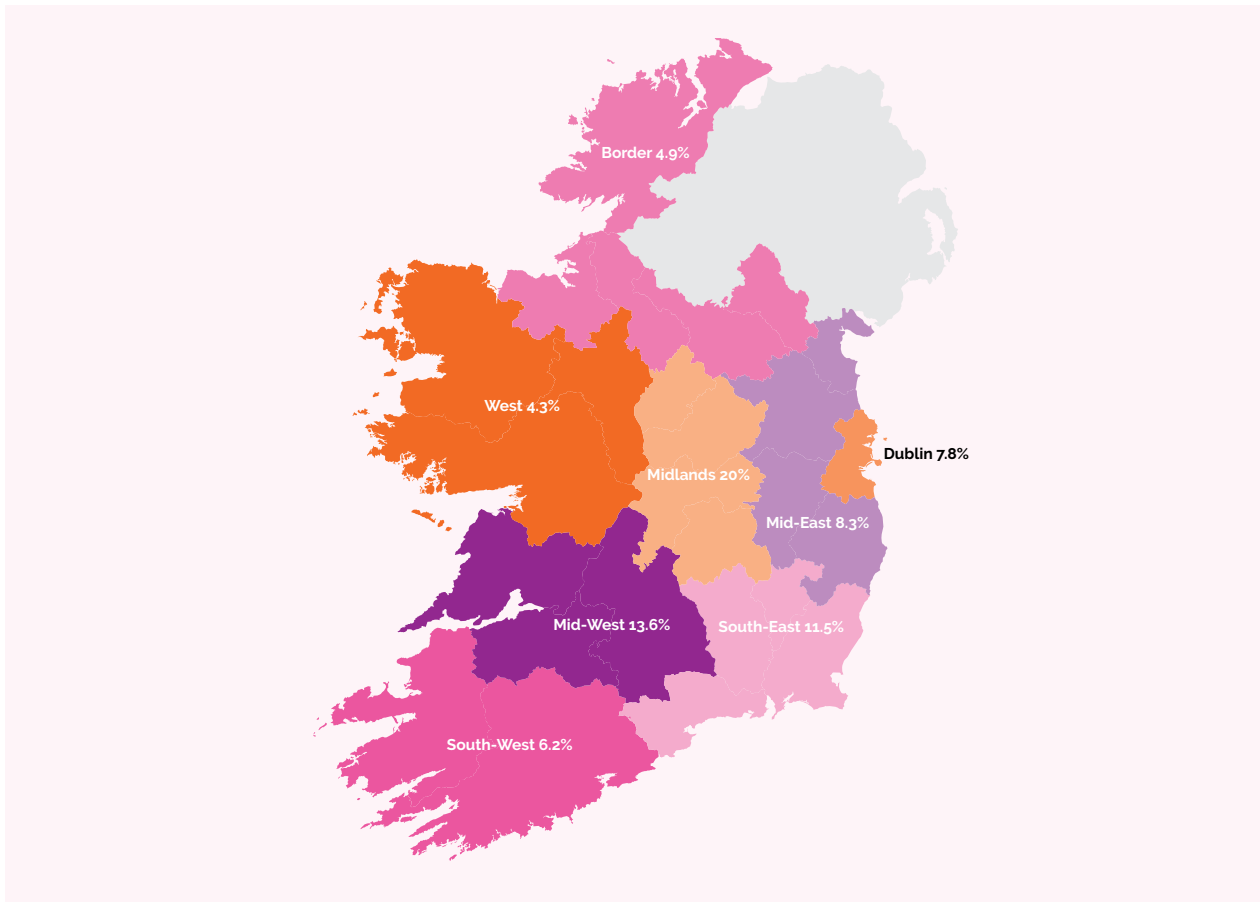 Border 4.9%
West 4.3%
Dublin 7.8%
Midlands 20%
Mid-East 8.3%
Mid-West 13.6%
South-East 11.5%
South-West 6.2%